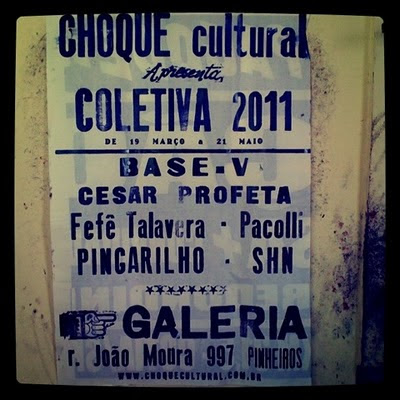 CHOQUE cultural
Apresenta
COLETIVA 2011
DE 19 MARÇO a 21 MAIO
BASE-V
CESAR PROFETA
Fefê Talavera · Pacolli
PINGARILHO · SHN
GALERIA
r. João Moura 997 PINHEIROS
WWW.CHOQUECULTURAL.COM.BR